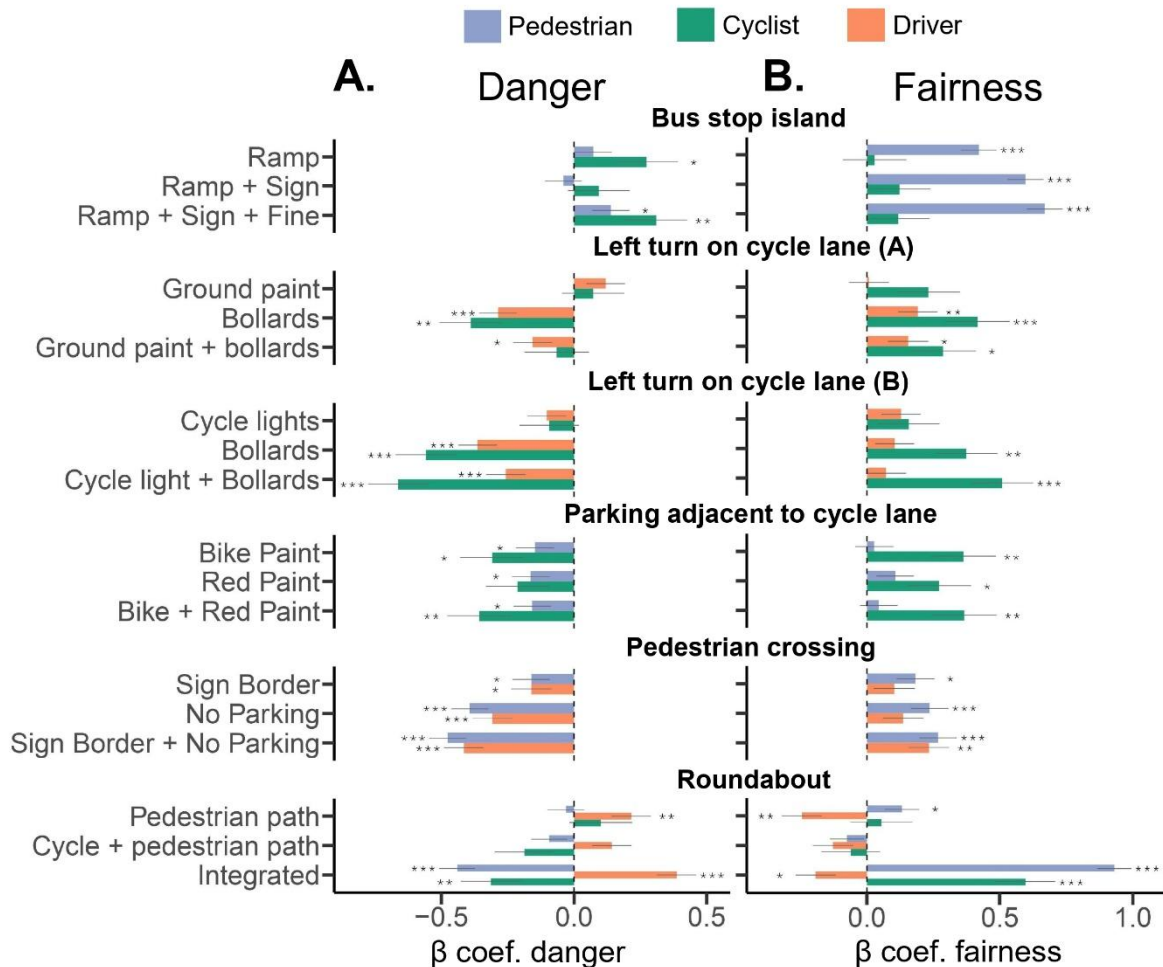 Pedestrian Cyclist Driver
A. Danger B. Fairness
Bus stop island
Ramp * ***
Ramp + Sign ***
Ramp + Sign + Fine * ** ***
Left turn on cycle lane (A)
Ground paint
Bollards *** ** ** ***
Ground paint + bollards * * *
Left turn on cycle lane (B)
Cycle lights
Bollards *** *** **
Cycle light + Bollards *** *** ***
Parking adjacent to cycle lane
Bike Paint * * **
Red Paint * *
Bike + Red Paint * ** **
Pedestrian crossing
Sign Border * * *
No Parking *** *** ***
Sign Border + No Parking *** *** *** **
Roundabout
Pedestrian path ** ** *
Cycle + pedestrian path
Integrated *** *** ** *** * ***
−0.5 0.0 0.5 0.0 0.5 1.0
β coef. danger β coef. fairness